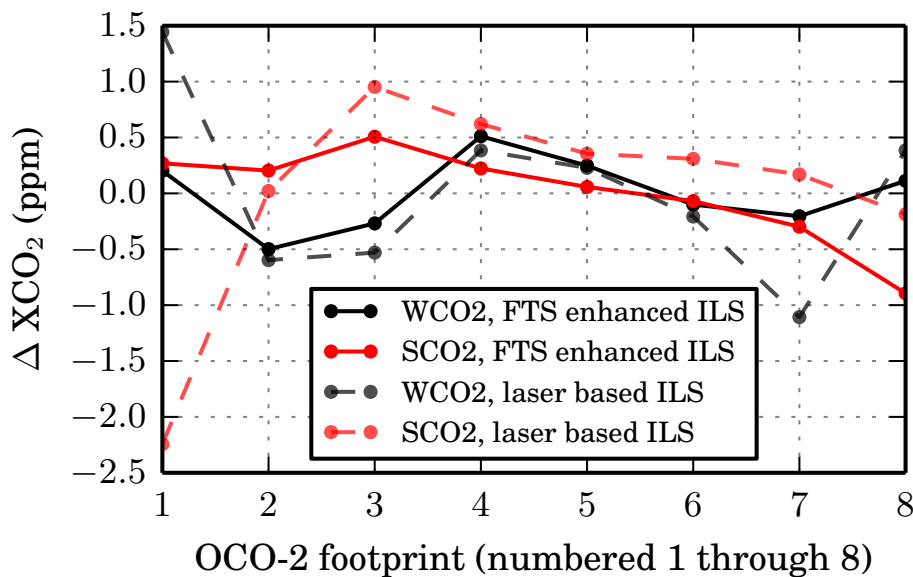 1.5
1.0
0.5
0.0
−0.5
−1.0
−1.5
−2.0
−2.5
Δ XCO₂ (ppm)
WCO2, FTS enhanced ILS
SCO2, FTS enhanced ILS
WCO2, laser based ILS
SCO2, laser based ILS
1 2 3 4 5 6 7 8
OCO-2 footprint (numbered 1 through 8)